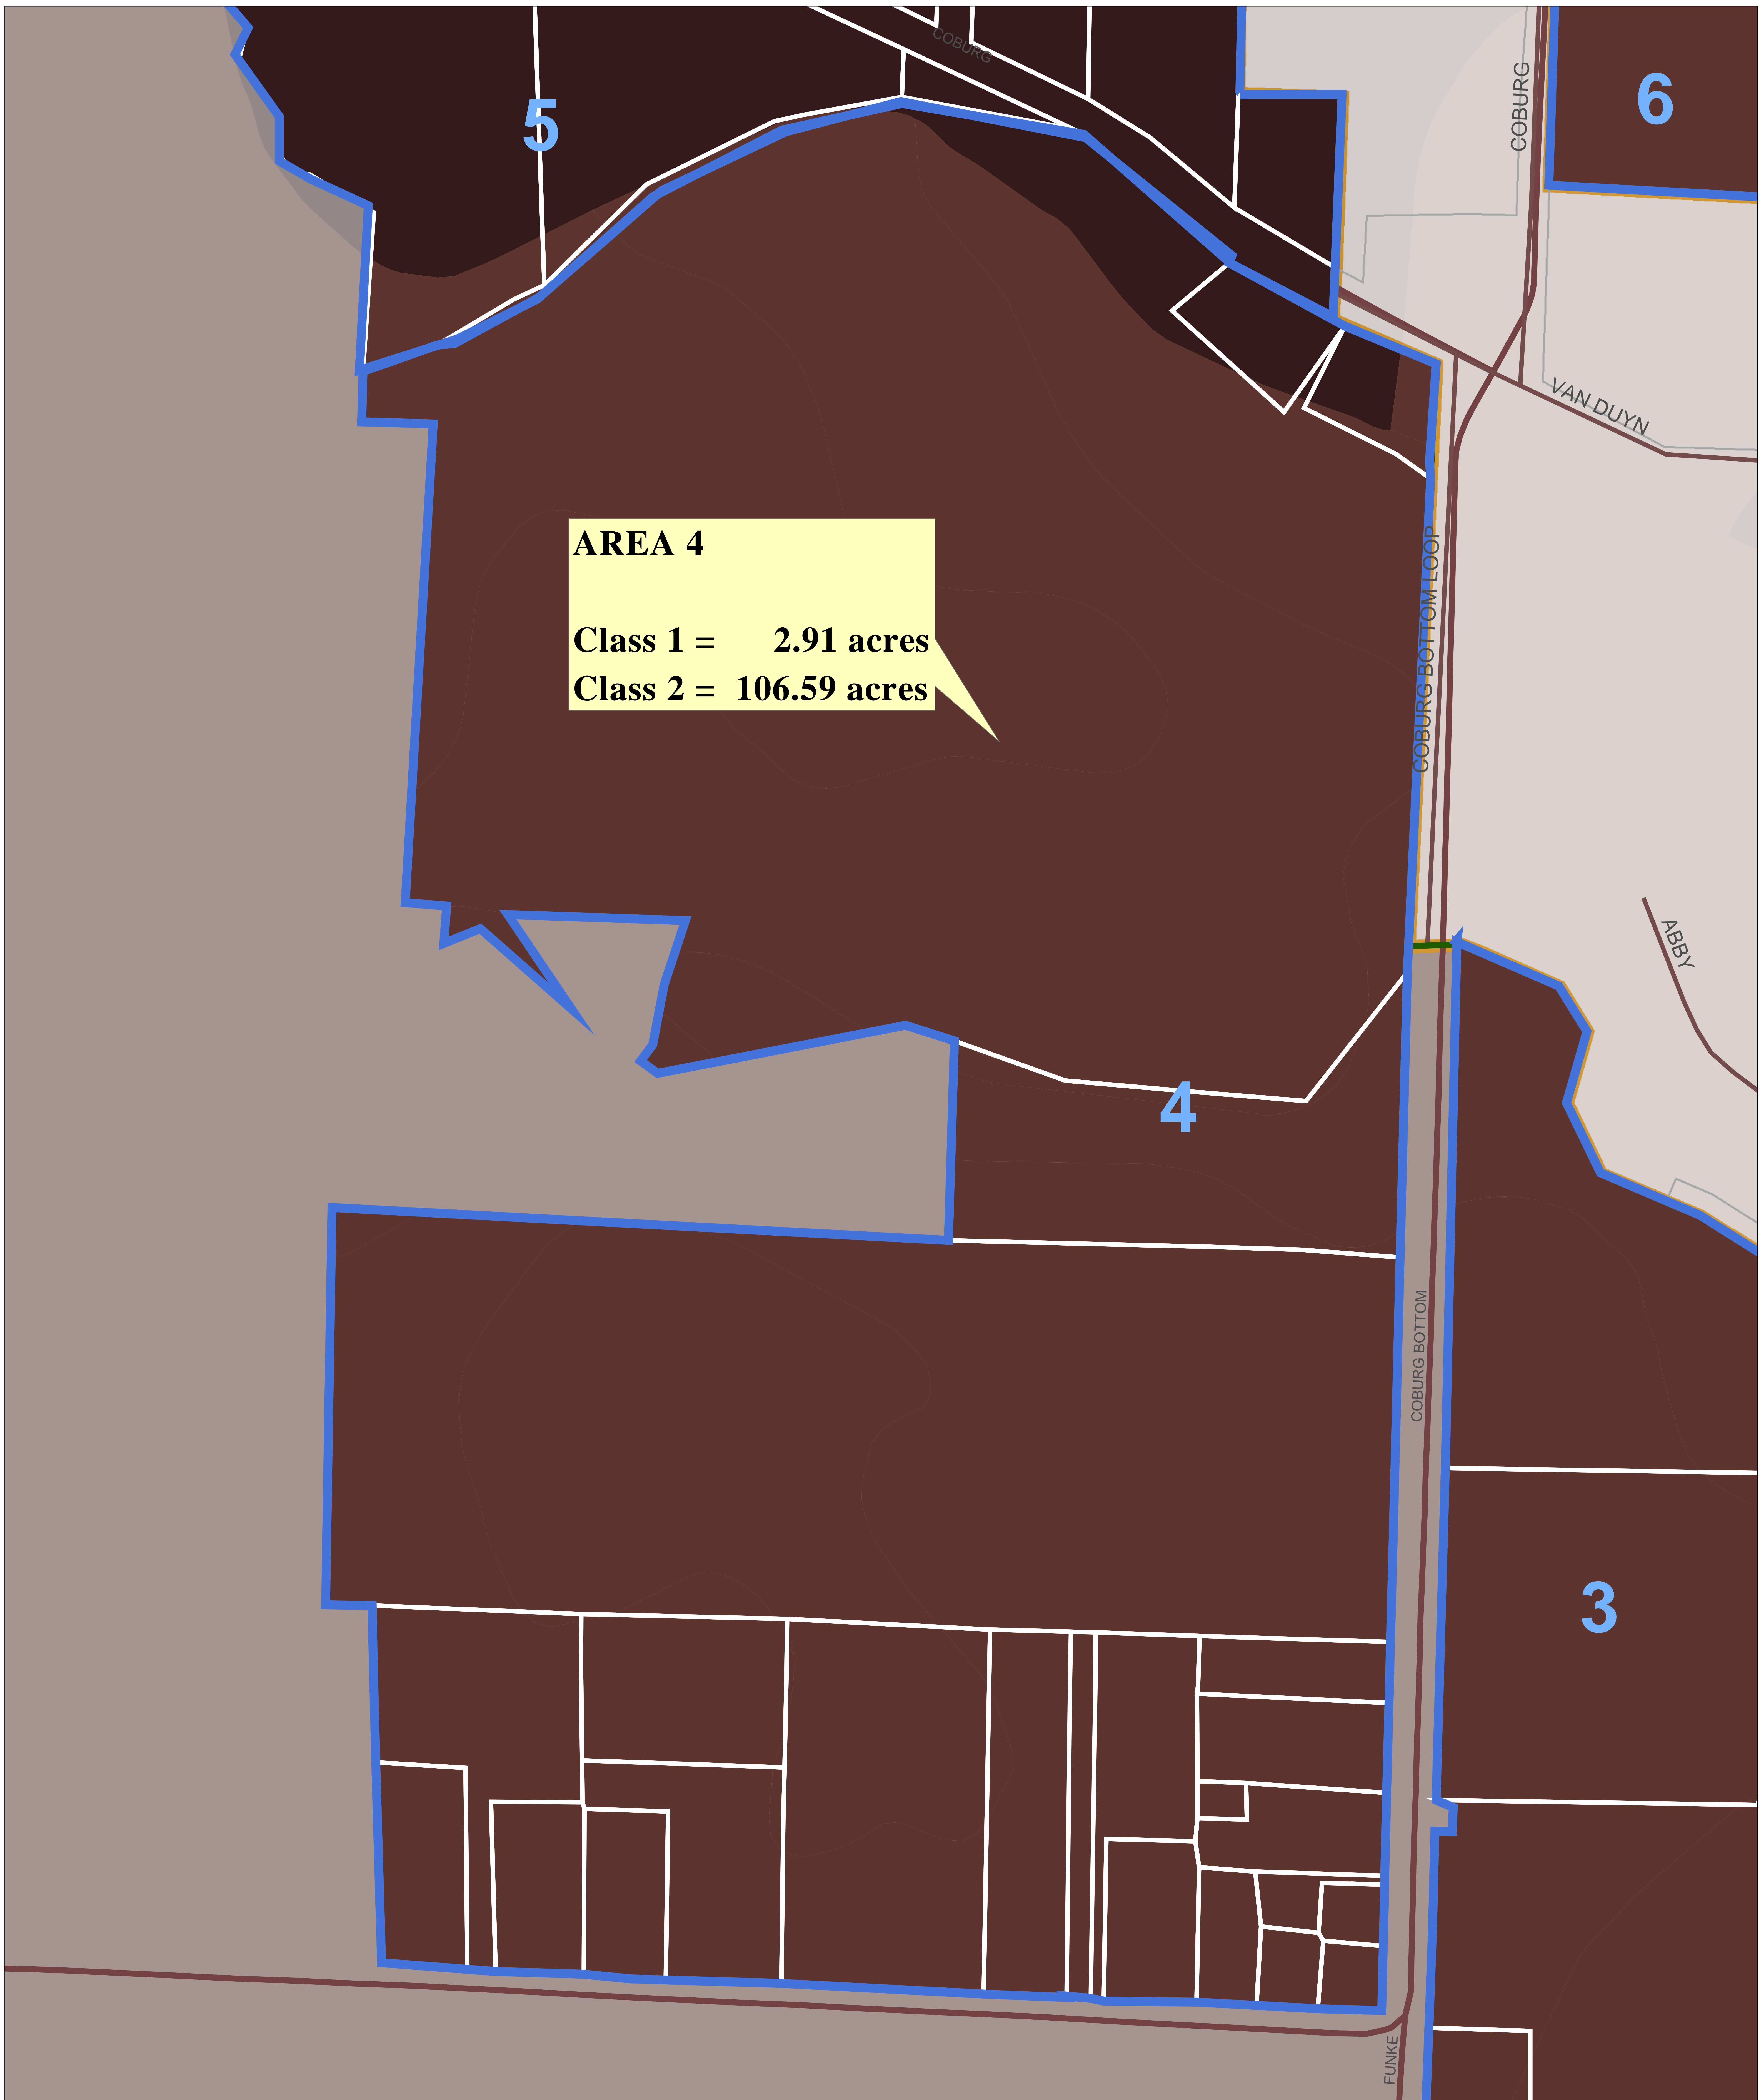 COBURG
COBURG
6
5
VAN DUYN
AREA 4
Class 1 = 2.91 acres
Class 2 = 106.59 acres
COBURG BOTTOM LOOP
ABBY
4
COBURG BOTTOM
3
FUNKE